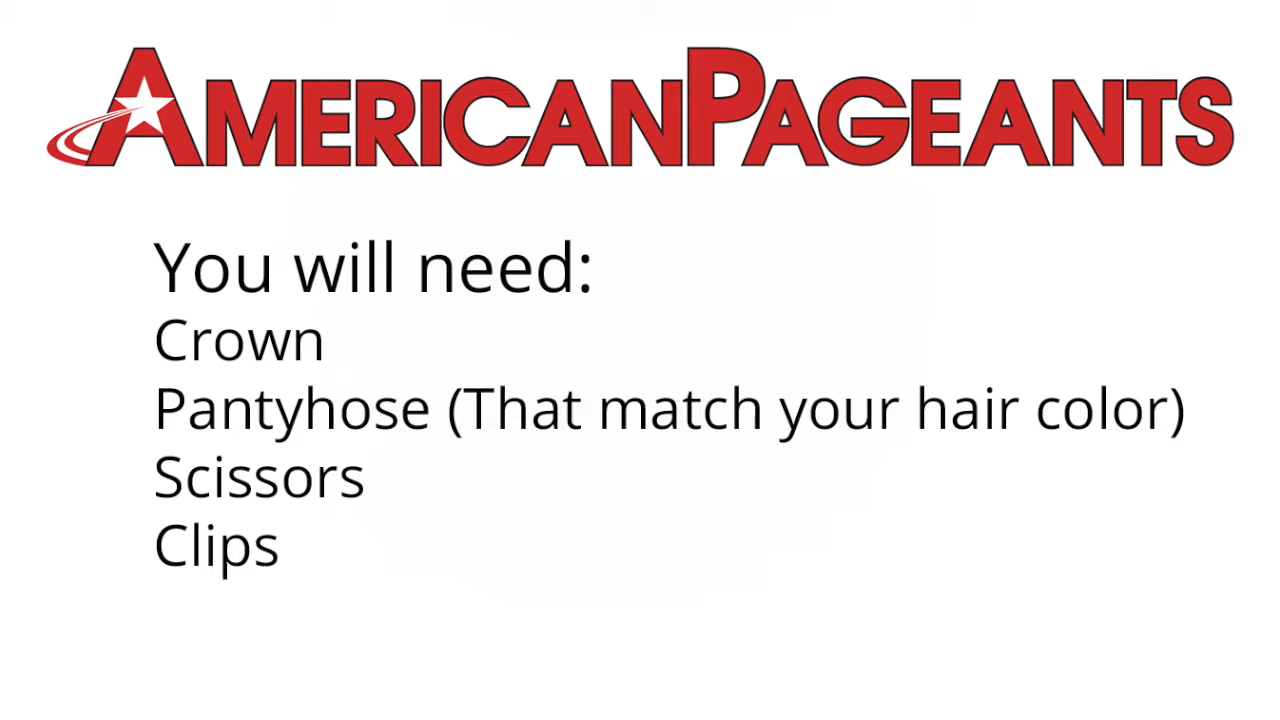 AMERICANPAGEANTS
You will need:
Crown
Pantyhose (That match your hair color)
Scissors
Clips